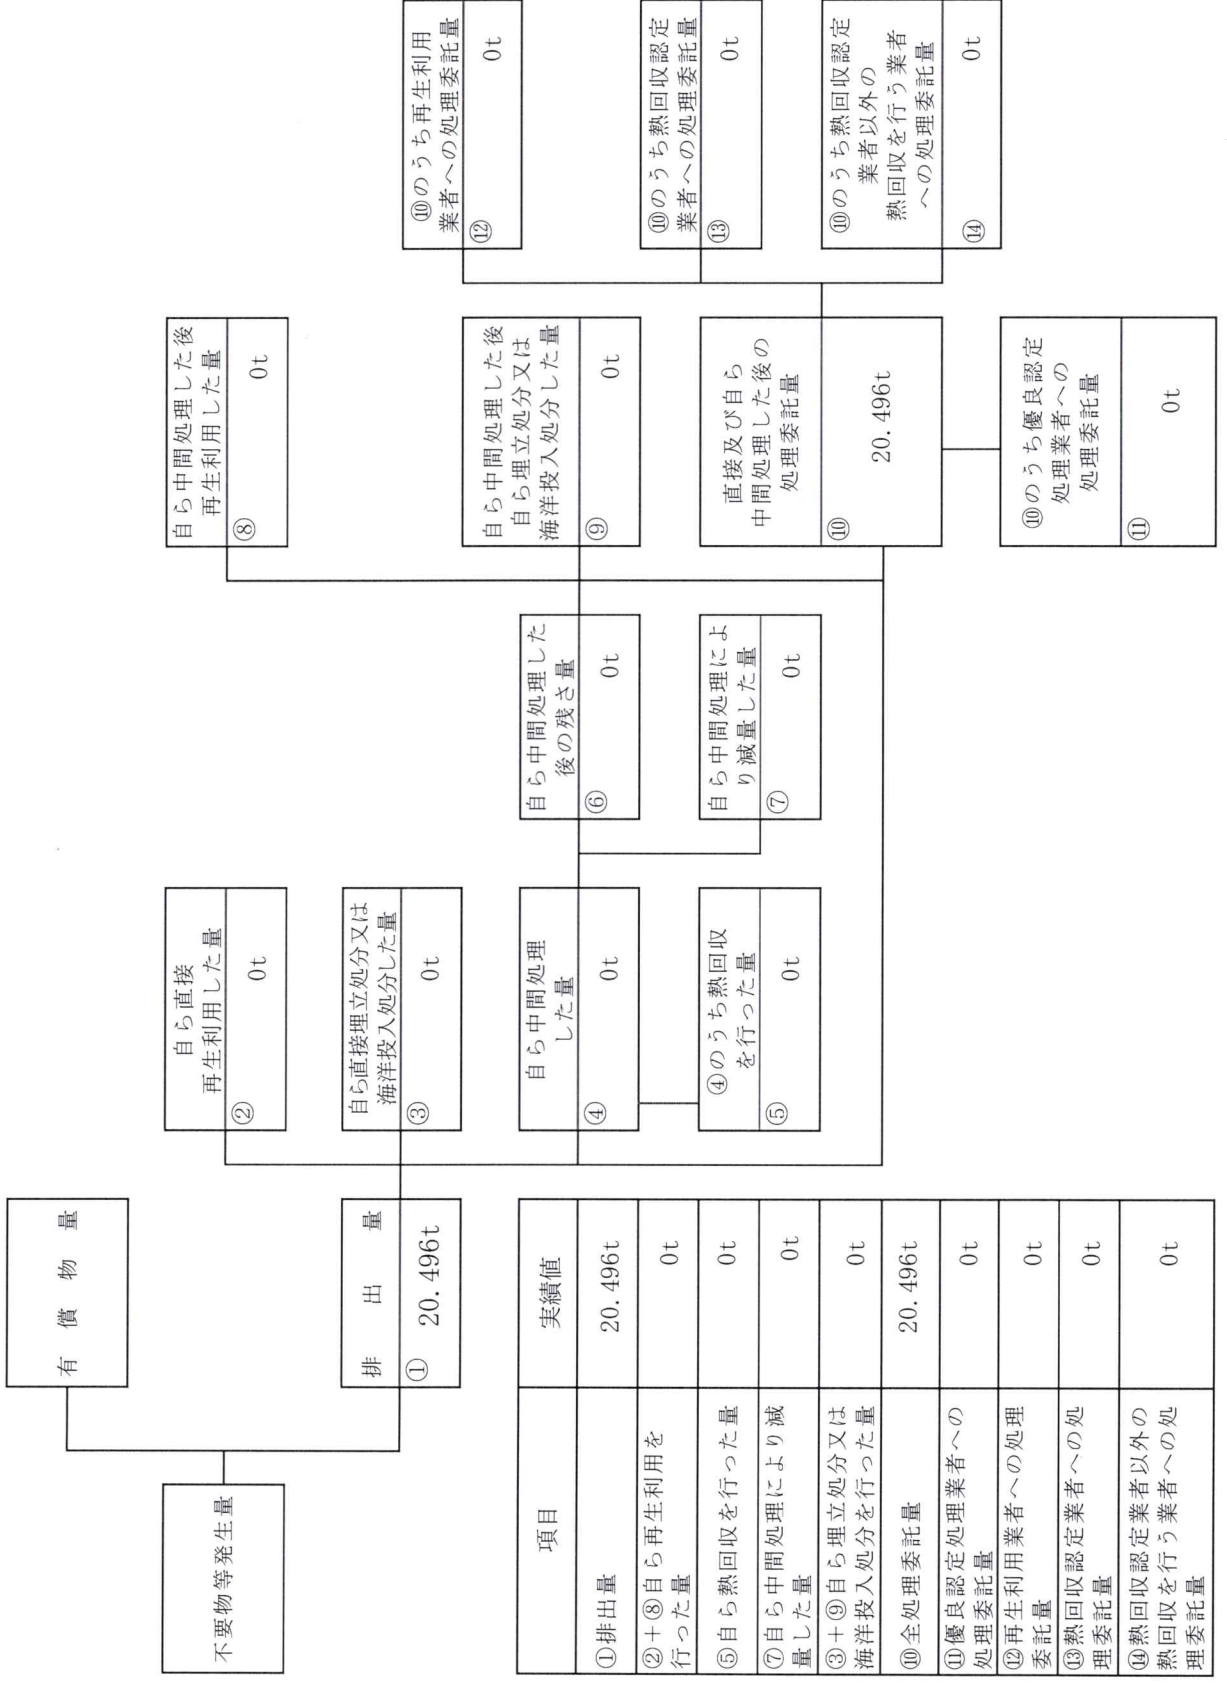 不要物等発生量
有償物量
排出量
① 20.496t
自ら直接
再生利用した量
② 0t
自ら直接埋立処分又は
海洋投入処分した量
③ 0t
自ら中間処理
した量
④ 0t
④のうち熱回収
を行った量
⑤ 0t
自ら中間処理した
後の残さ量
⑥ 0t
自ら中間処理によ
り減量した量
⑦ 0t
自ら中間処理した後
再生利用した量
⑧ 0t
自ら中間処理した後
自ら埋立処分又は
海洋投入処分した量
⑨ 0t
直接及び自ら
中間処理した後の
処理委託量
⑩ 20.496t
⑩のうち優良認定
処理業者への
処理委託量
⑪ 0t
⑩のうち再生利用
業者への処理委託量
⑫ 0t
⑩のうち熱回収認定
業者への処理委託量
⑬ 0t
⑩のうち熱回収認定
業者以外の
熱回収を行う業者
への処理委託量
⑭ 0t
項目 実績値
①排出量 20.496t
②+⑧自ら再生利用を
行った量 0t
⑤自ら熱回収を行った量 0t
⑦自ら中間処理により減
量した量 0t
③+⑨自ら埋立処分又は
海洋投入処分を行った量 0t
⑩全処理委託量 20.496t
⑪優良認定処理業者への
処理委託量 0t
⑫再生利用業者への処理
委託量 0t
⑬熱回収認定業者への処
理委託量 0t
⑭熱回収認定業者以外の
熱回収を行う業者への処
理委託量 0t